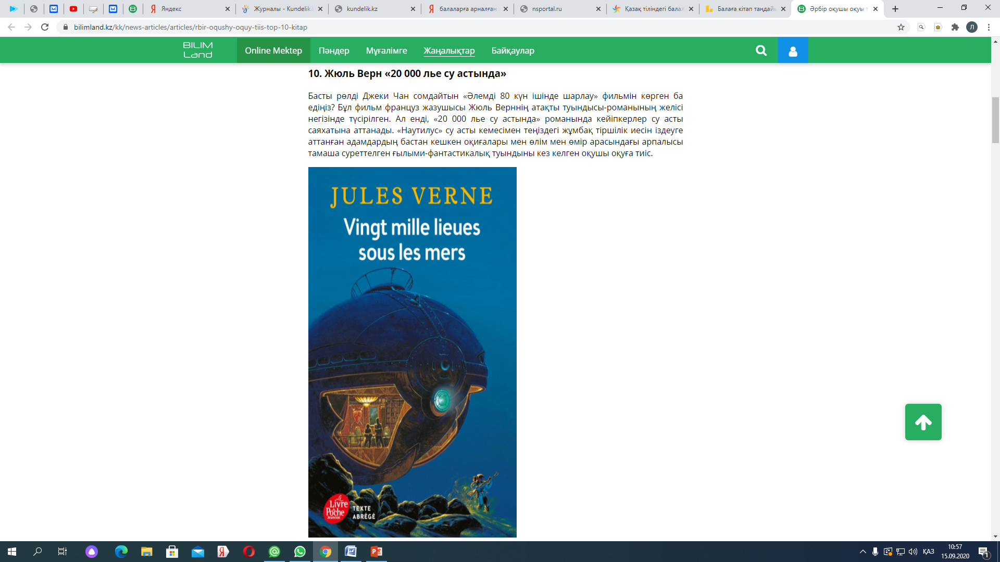 Яндекс
Журналы - Kundelik.
kundelik.kz
балаларға арналған
nsportal.ru
Қазақ тіліндегі бала
Балаға кітап таңдай
Әрбір оқушы оқуы т
bilimland.kz/kk/news-articles/articles/rbir-oqushy-oquy-tiis-top-10-kitap
Л
BILIM
Land
Online Mektep
Пәндер
Мұғалімге
Жаңалықтар
Байқаулар
10. Жюль Верн «20 000 лье су астында»
Басты рөлді Джеки Чан сомдайтын «Әлемді 80 күн ішінде шарлау» фильмін көрген ба
едіңіз? Бұл фильм француз жазушысы Жюль Верннің атақты туындысы-романының желісі
негізінде түсірілген. Ал енді, «20 000 лье су астында» романында кейіпкерлер су асты
саяхатына аттанады. «Наутилус» су асты кемесімен теңіздегі жұмбақ тіршілік иесін іздеуге
аттанған адамдардың бастан кешкен оқиғалары мен өлім мен өмір арасындағы арпалысы
тамаша суреттелген ғылыми-фантастикалық туындыны кез келген оқушы оқуға тиіс.
JULES VERNE
Vingt mille lieues
sous les mers
Le
Livre
de Poche
Jeunesse
TEXTE
ABRÉGÉ
ҚАЗ
10:57
15.09.2020
1